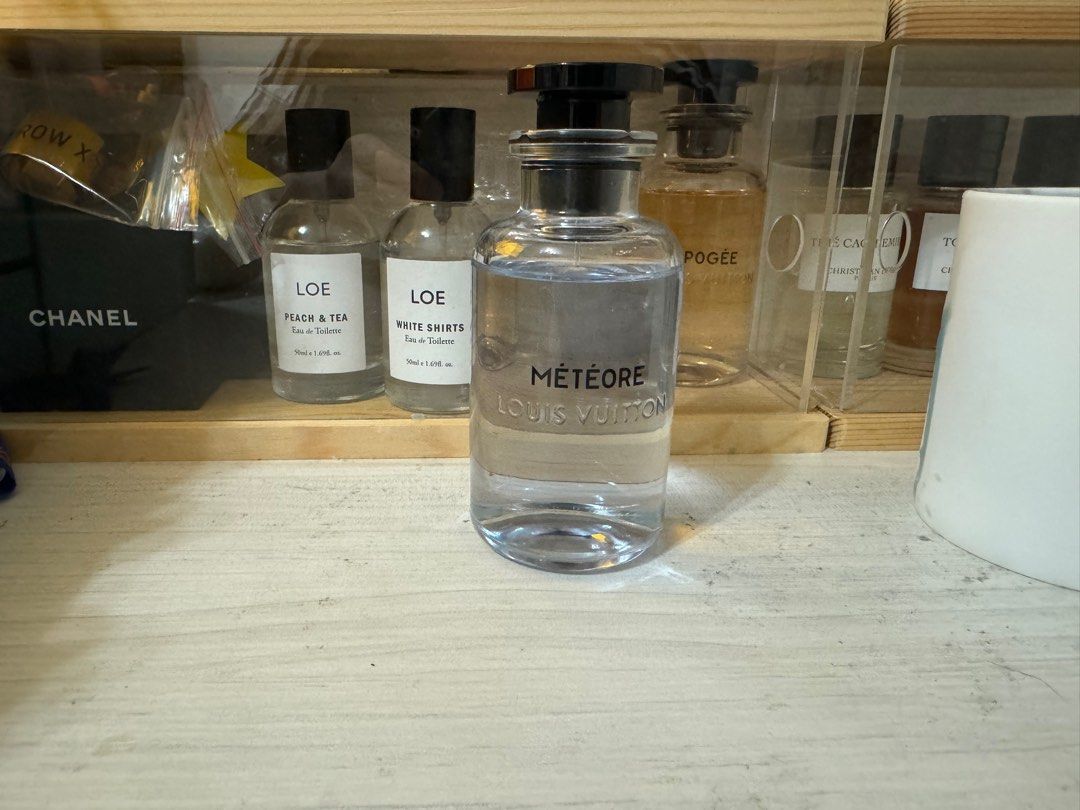 ROW X
CHANEL
LOE
PEACH & TEA
Eau de Toilette
50ml e 1.69fl. oz.
LOE
WHITE SHIRTS
Eau de Toilette
50ml e 1.69fl. oz.
MÉTÉORE
LOUIS VUITTON
POGÉE